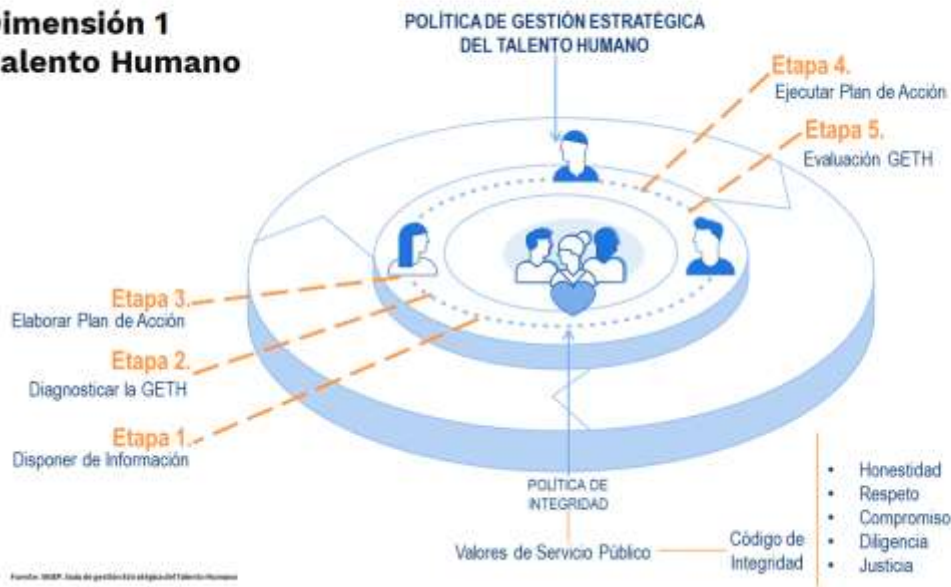 imensión 1
alento Humano
POLÍTICA DE GESTIÓN ESTRATÉGICA
DEL TALENTO HUMANO
Etapa 4.
Ejecutar Plan de Acción
Etapa 5.
Evaluación GETH
Etapa 3.
Elaborar Plan de Acción
Etapa 2.
Diagnosticar la GETH
Etapa 1.
Disponer de Información
POLÍTICA DE
INTEGRIDAD
Valores de Servicio Público
Código de
Integridad
• Honestidad
• Respeto
• Compromiso
• Diligencia
• Justicia